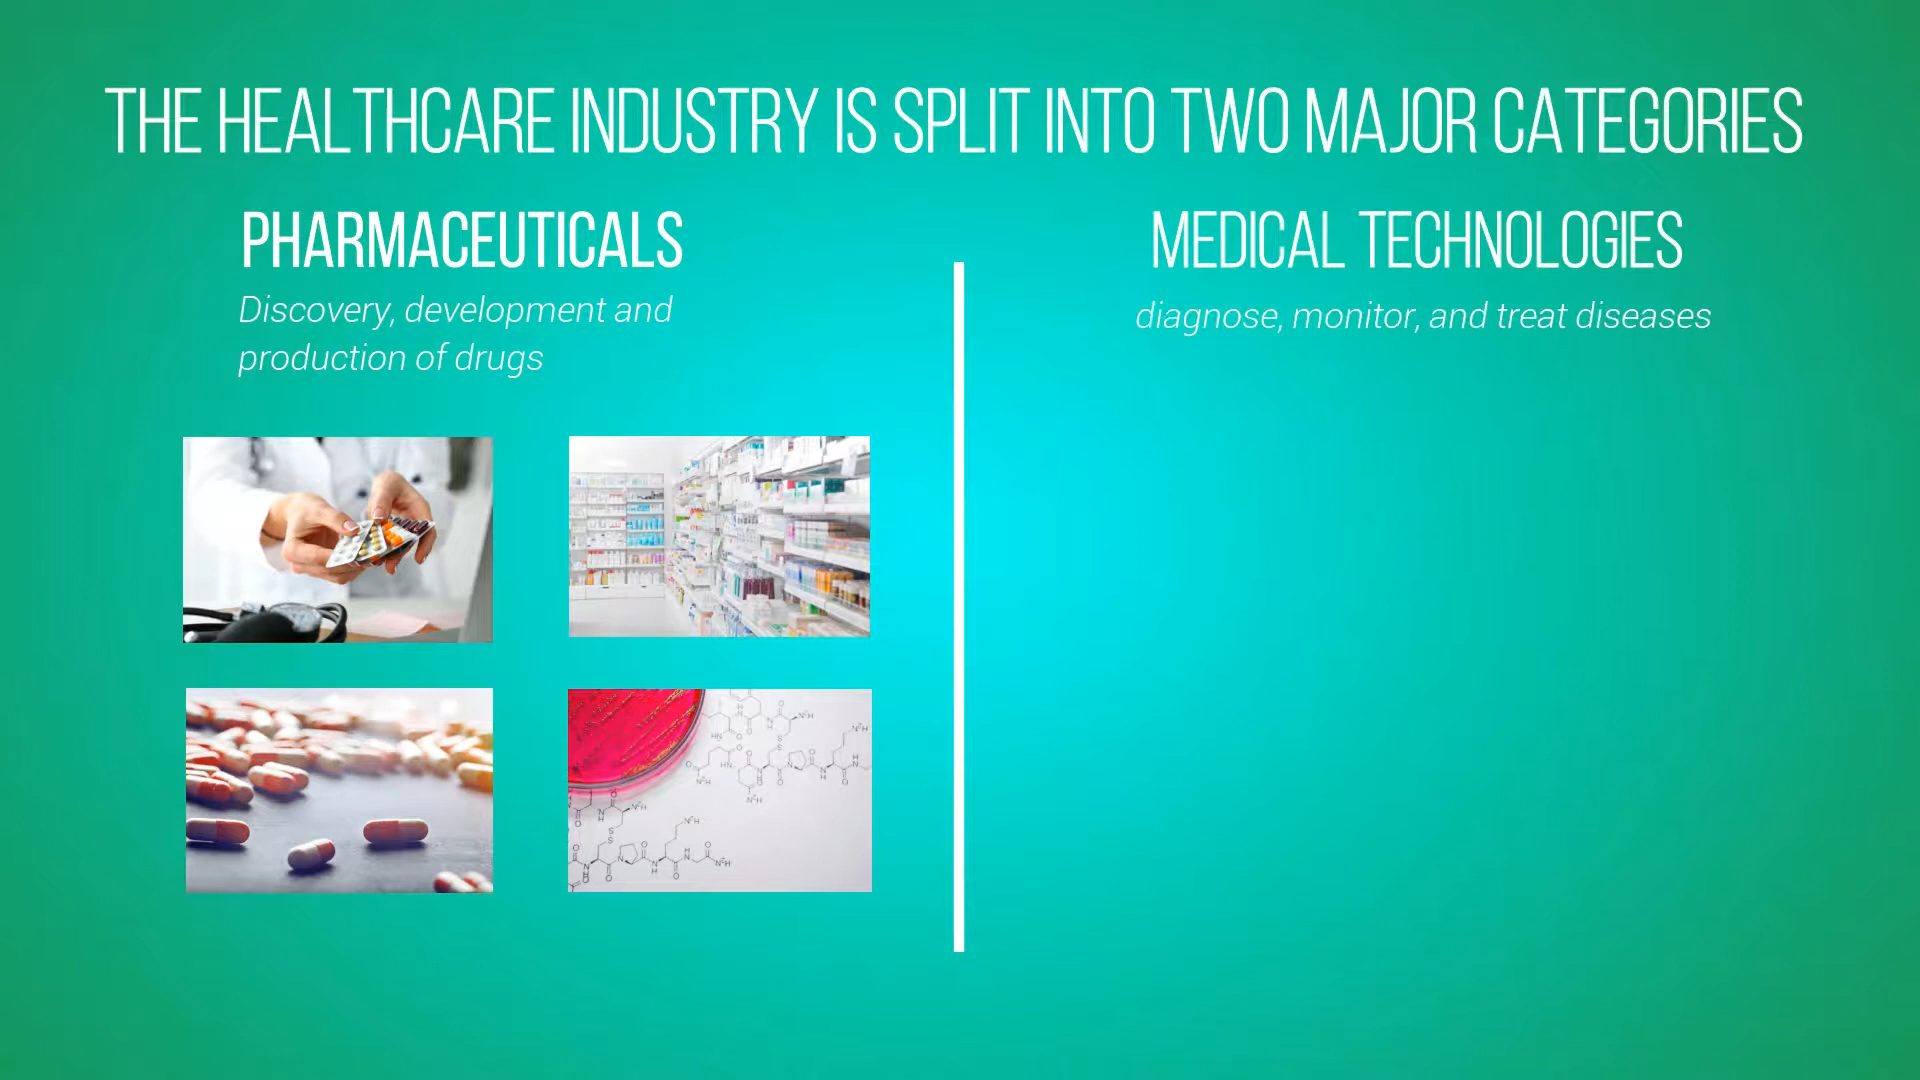 THE HEALTHCARE INDUSTRY IS SPLIT INTO TWO MAJOR CATEGORIES
PHARMACEUTICALS
Discovery, development and
production of drugs
MEDICAL TECHNOLOGIES
diagnose, monitor, and treat diseases